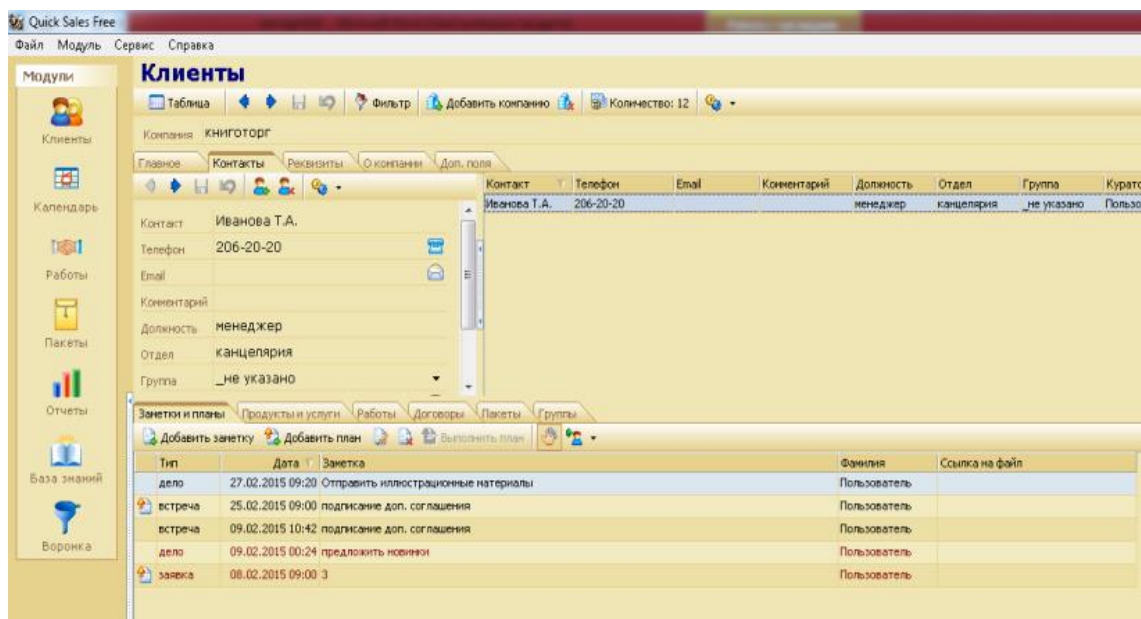 Quick Sales Free
Файл Модуль Сервис Справка
Модули
Клиенты
Календарь
Работы
Пакеты
Отчеты
База знаний
Воронка
Клиенты
Таблица Фильтр Добавить компанию Количество: 12
Компания книготорг
Главное Контакты Реквизиты О компании Доп. поля
Контакт Иванова Т.А.
Телефон 206-20-20
Email
Комментарий
Должность менеджер
Отдел канцелярия
Группа _не указано
Контакт Телефон Email Комментарий Должность Отдел Группа Курато
Иванова Т.А. 206-20-20 менеджер канцелярия _не указано Пользо
Заметки и планы Продукты и услуги Работы Договоры Пакеты Группы
Добавить заметку Добавить план Выполнить план
Тип Дата Заметка Фамилия Ссылка на файл
дело 27.02.2015 09:20 Отправить иллюстрационные материалы Пользователь
встреча 25.02.2015 09:00 подписание доп. соглашения Пользователь
встреча 09.02.2015 10:42 подписание доп. соглашения Пользователь
дело 09.02.2015 00:24 предложить новинки Пользователь
заявка 08.02.2015 09:00 3 Пользователь